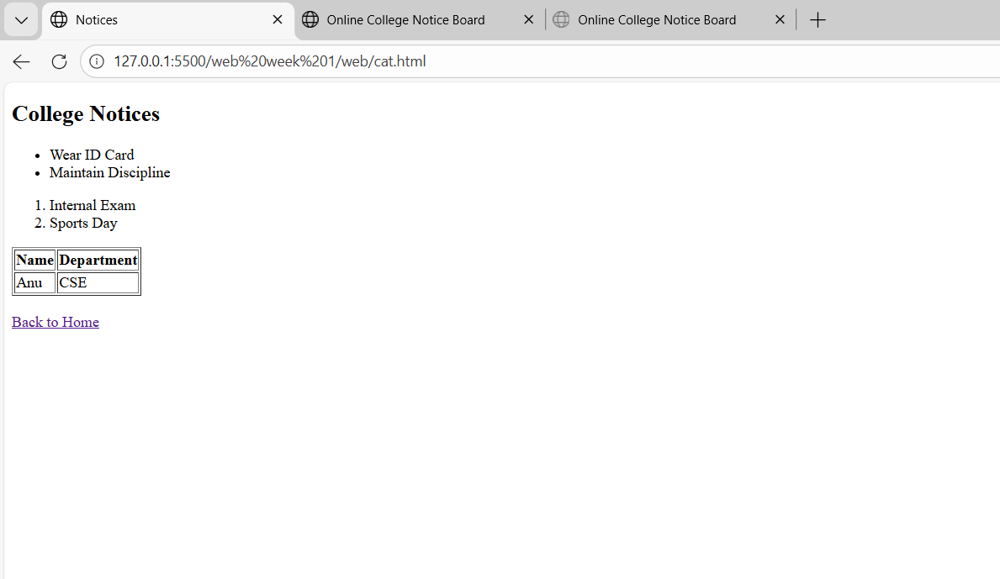 Notices
Online College Notice Board
Online College Notice Board
127.0.0.1:5500/web%20week%201/web/cat.html
College Notices
• Wear ID Card
• Maintain Discipline
1. Internal Exam
2. Sports Day
Name Department
Anu CSE
Back to Home